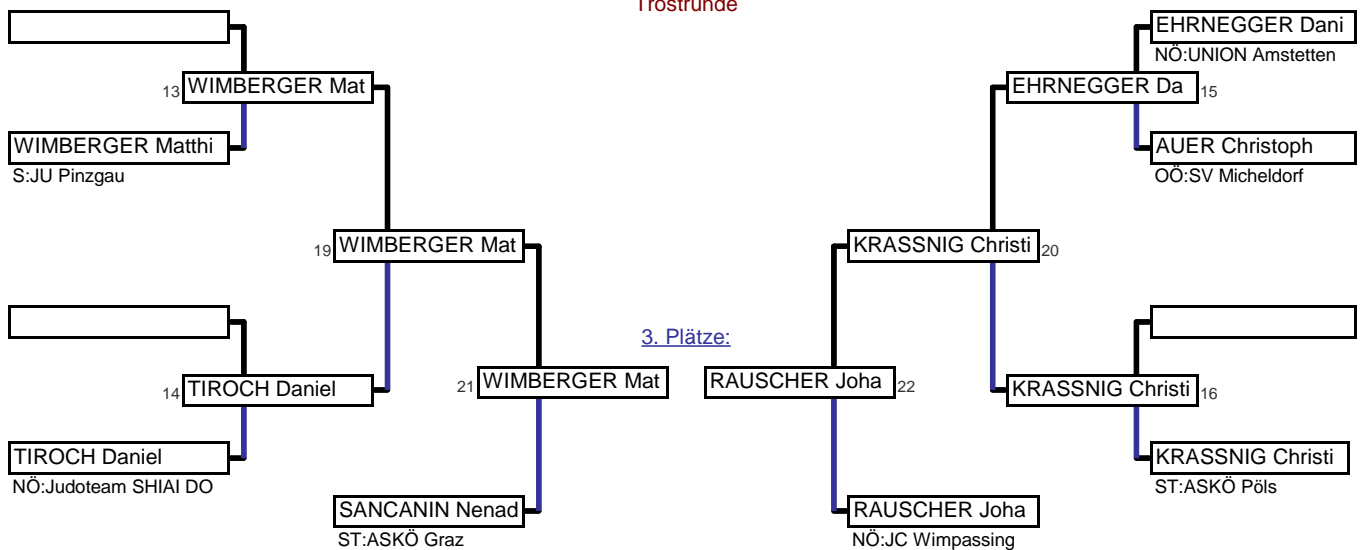 Trostrunde
EHRNEGGER Dani
NÖ:UNION Amstetten
13 WIMBERGER Mat
EHRNEGGER Da 15
WIMBERGER Matthi
S:JU Pinzgau
AUER Christoph
OÖ:SV Micheldorf
19 WIMBERGER Mat
KRASSNIG Christi 20
3. Plätze:
14 TIROCH Daniel
21 WIMBERGER Mat
RAUSCHER Joha 22
KRASSNIG Christi 16
TIROCH Daniel
NÖ:Judoteam SHIAI DO
KRASSNIG Christi
ST:ASKÖ Pöls
SANCANIN Nenad
ST:ASKÖ Graz
RAUSCHER Joha
NÖ:JC Wimpassing